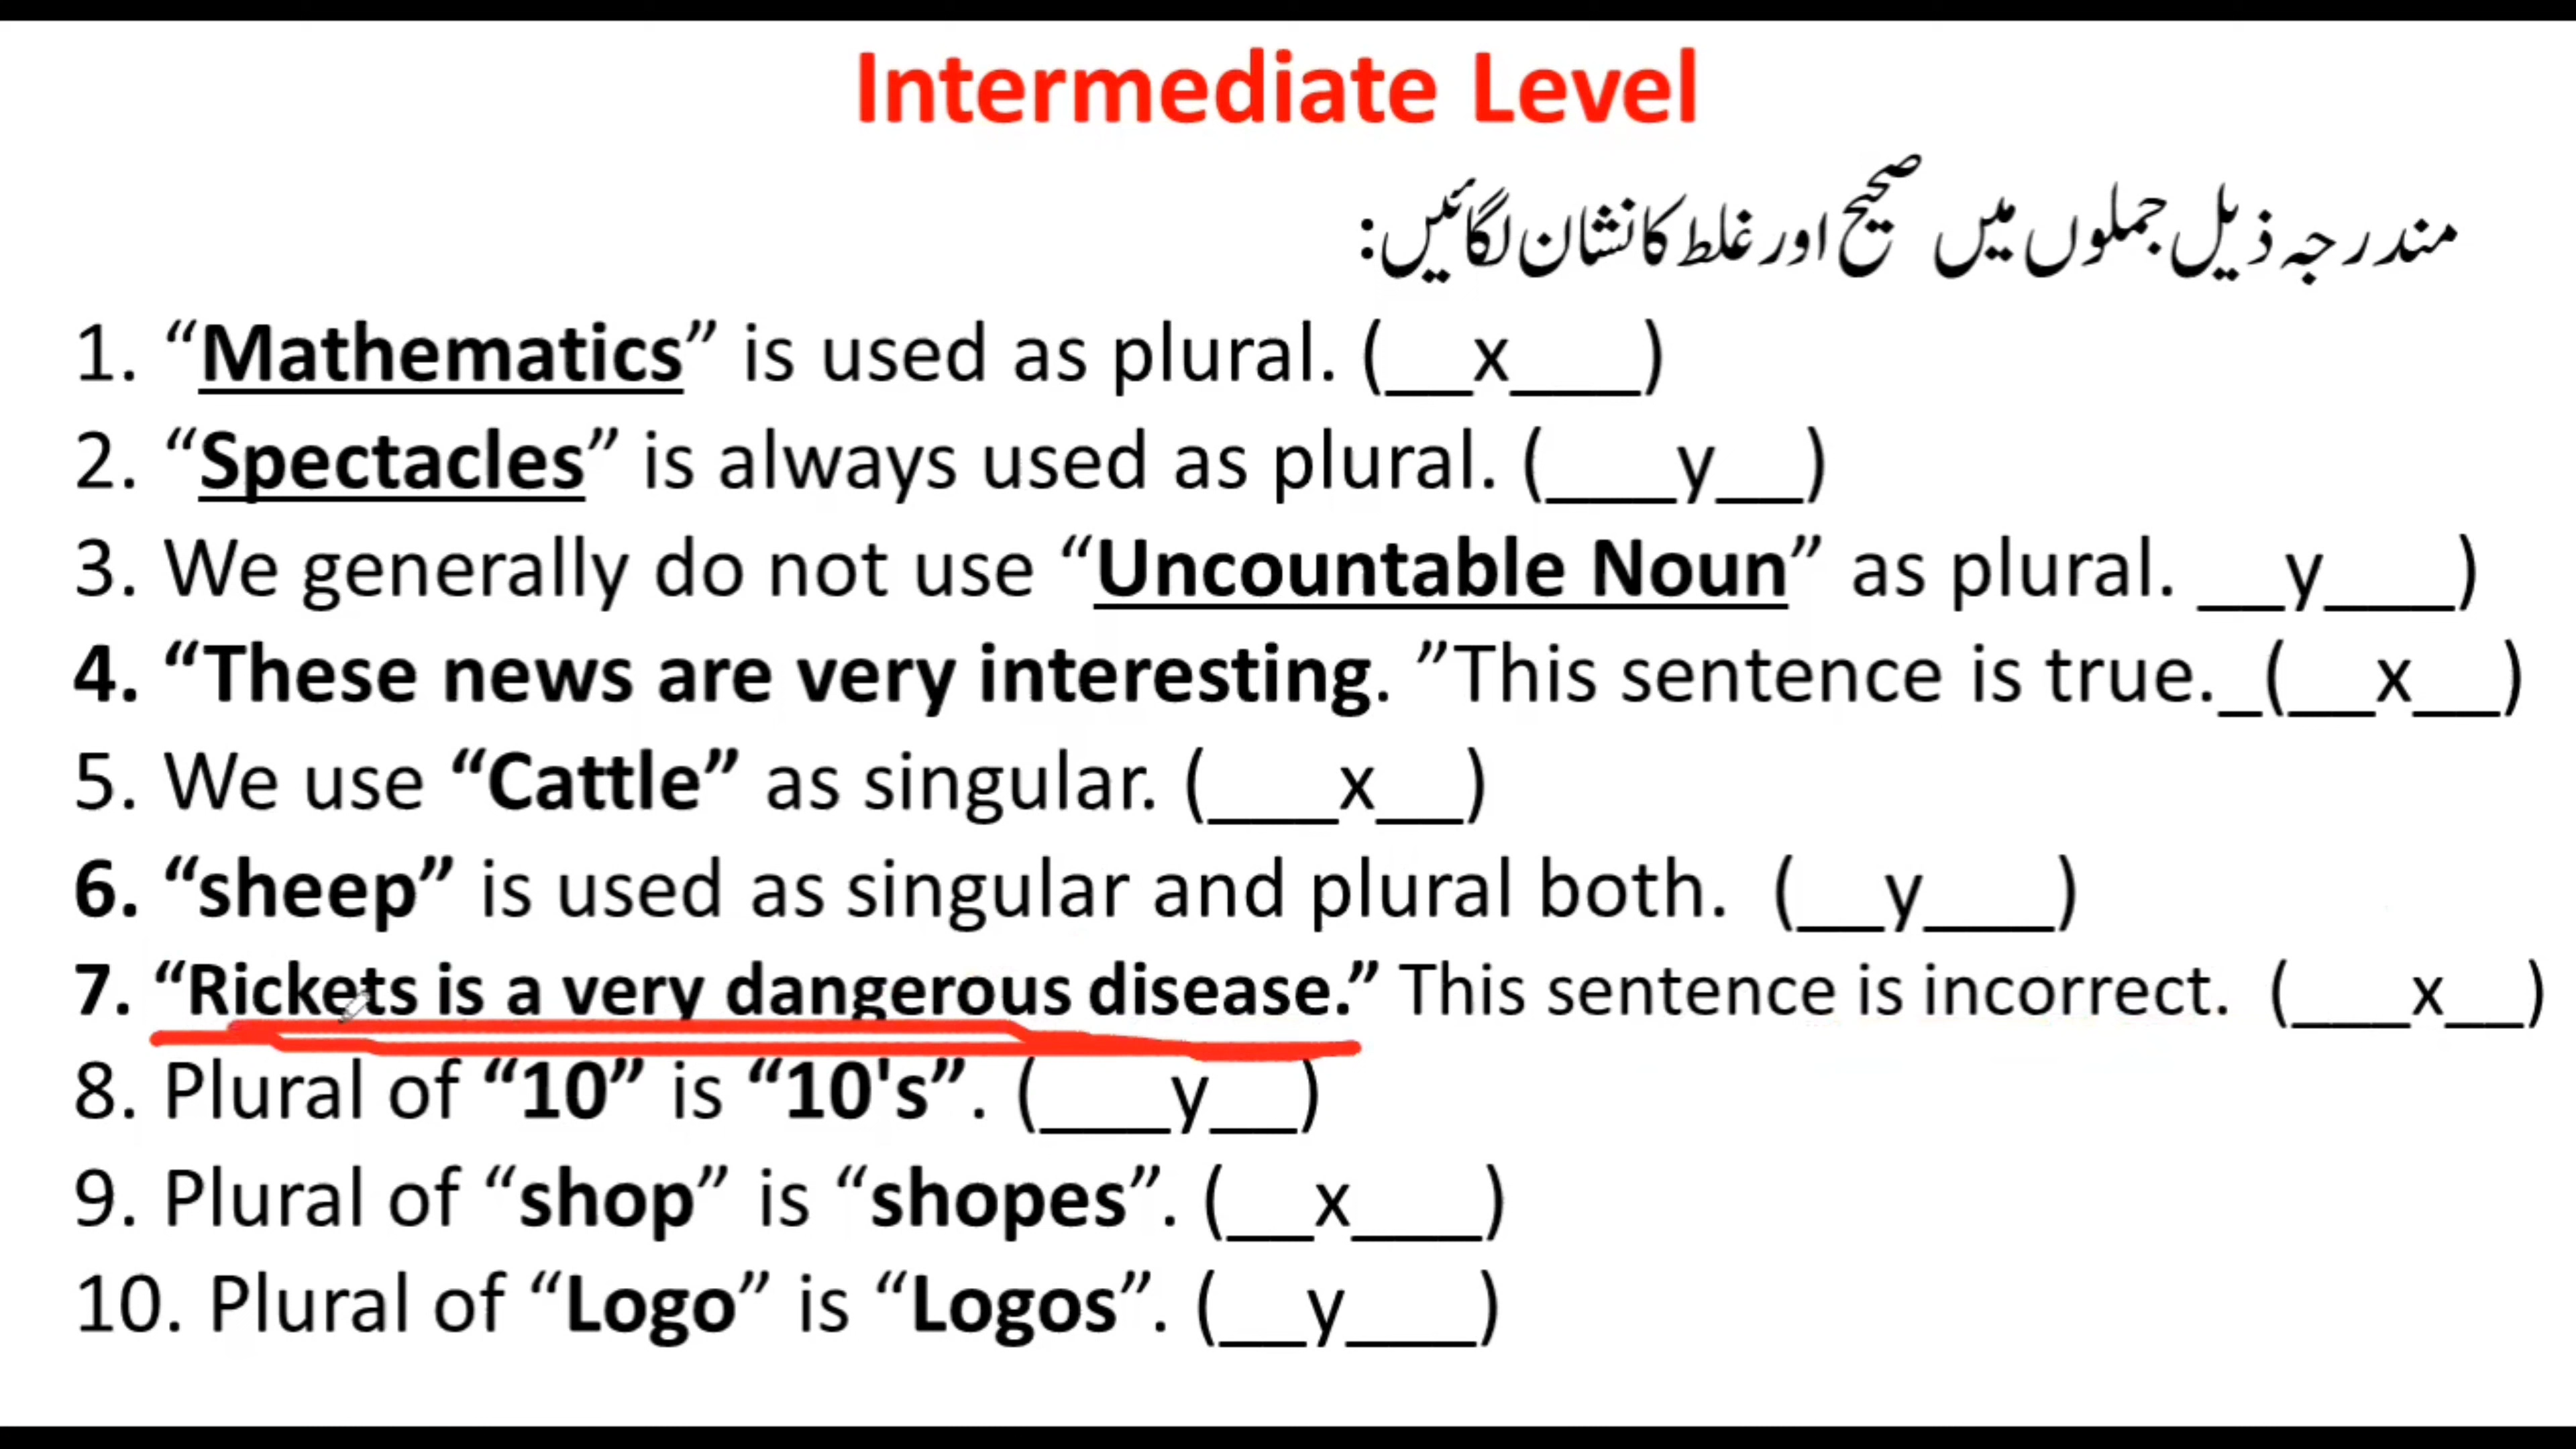 Intermediate Level
مندرجہ ذیل جملوں میں صحیح اور غلط کا نشان لگائیں:
1. “Mathematics” is used as plural. (__x___)
2. “Spectacles” is always used as plural. (___y__)
3. We generally do not use “Uncountable Noun” as plural. __y___)
4. “These news are very interesting. ”This sentence is true._(__x__)
5. We use “Cattle” as singular. (___x__)
6. “sheep” is used as singular and plural both. (__y___)
7. “Rickets is a very dangerous disease.” This sentence is incorrect. (___x__)
8. Plural of “10” is “10's”. (___y__)
9. Plural of “shop” is “shopes”. (__x___)
10. Plural of “Logo” is “Logos”. (__y___)